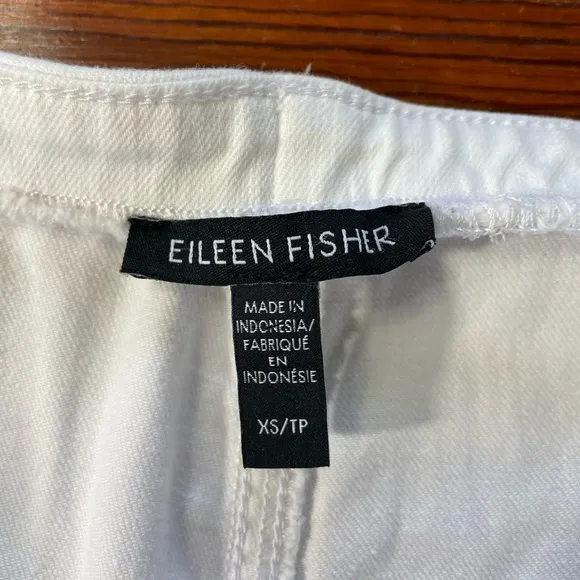 EILEEN FISHER
MADE IN
INDONESIA/
FABRIQUÉ
EN
INDONÉSIE
XS/TP